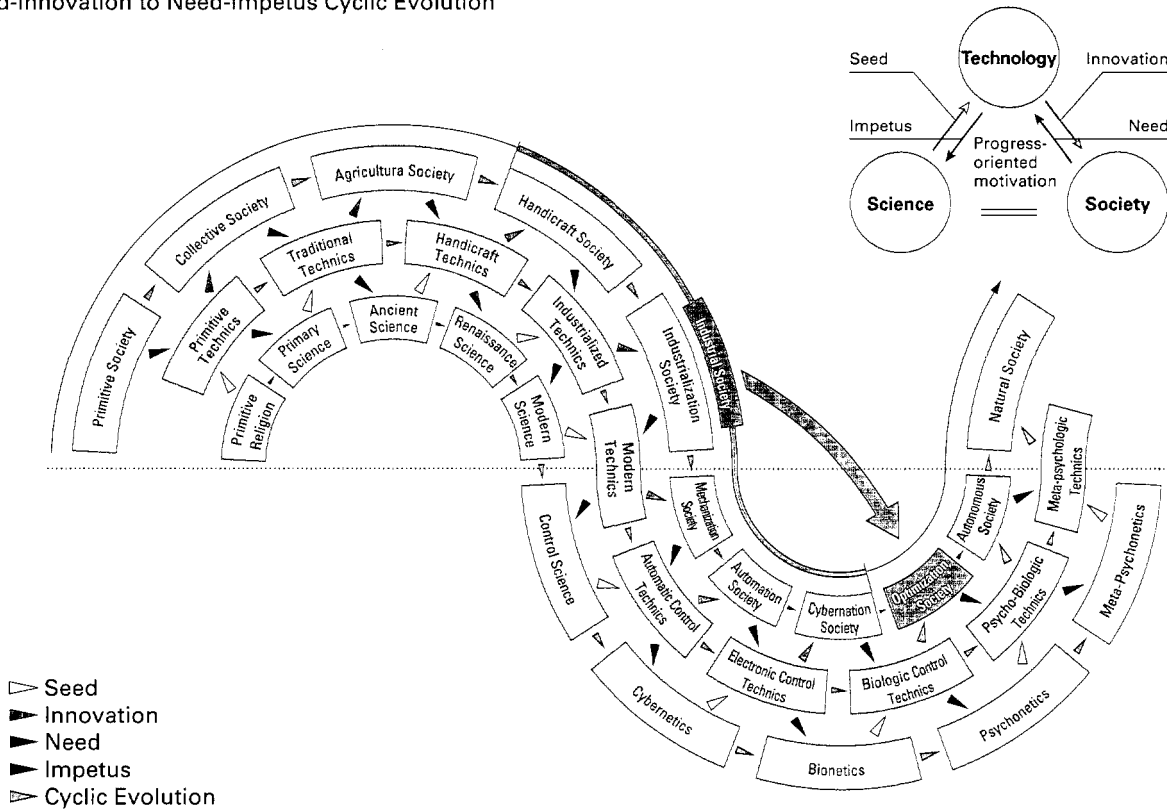 d-Innovation to Need-Impetus Cyclic Evolution
Seed
Technology
Innovation
Impetus
Need
Progress-
oriented
motivation
Science
Society
Primitive Society
Collective Society
Agricultura Society
Handicraft Society
Industrialization
Society
Industrial Society
Primitive
Technics
Traditional
Technics
Handicraft
Technics
Industrialized
Technics
Primitive
Religion
Primary
Science
Ancient
Science
Renaissance
Science
Modern
Science
Modern
Technics
Mechanization
Society
Automation
Society
Cybernation
Society
Optimization
Society
Autonomous
Society
Natural Society
Control Science
Automatic Control
Technics
Electronic Control
Technics
Biologic Control
Technics
Psycho-Biologic
Technics
Meta-psychologic
Technics
Cybernetics
Bionetics
Psychonetics
Meta-Psychonetics
Seed
Innovation
Need
Impetus
Cyclic Evolution